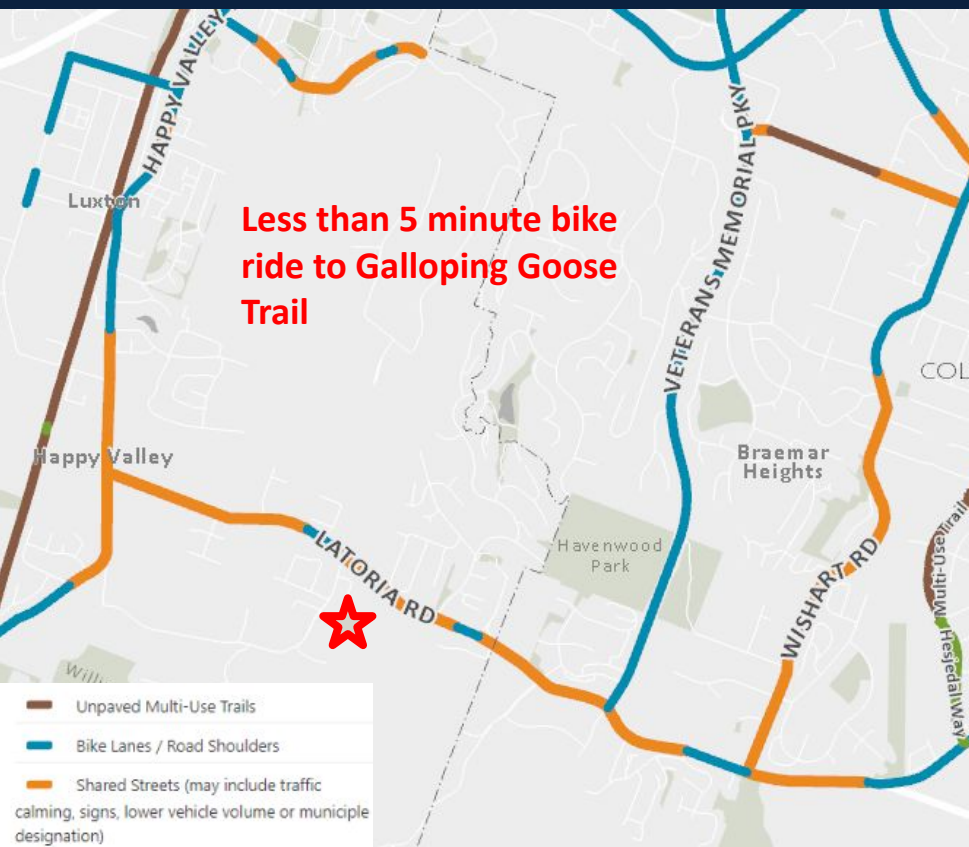 HAPPY VALLEY
Luxton
Less than 5 minute bike
ride to Galloping Goose
Trail
VETERANS MEMORIAL PKY
COL
Happy Valley
Braemar
Heights
Havenwood
Park
LATORIA RD
WISHART RD
Multi-Use Trail
Hesjedal Way
Unpaved Multi-Use Trails
Bike Lanes / Road Shoulders
Shared Streets (may include traffic
calming, signs, lower vehicle volume or municiple
designation)